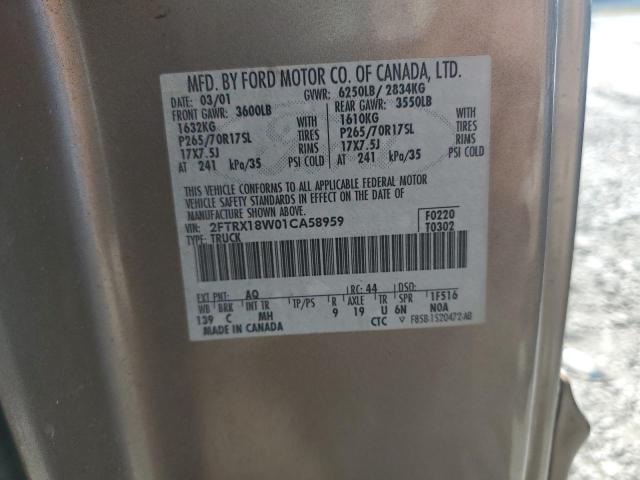 MFD. BY FORD MOTOR CO. OF CANADA, LTD.
DATE: 03/01 GVWR: 6250LB/ 2834KG
FRONT GAWR: 3600LB REAR GAWR: 3550LB
1632KG WITH 1610KG WITH
P265/70R17SL TIRES P265/70R17SL TIRES
17X7.5J RIMS 17X7.5J RIMS
AT 241 kPa/35 PSI COLD AT 241 kPa/35 PSI COLD
THIS VEHICLE CONFORMS TO ALL APPLICABLE FEDERAL MOTOR
VEHICLE SAFETY STANDARDS IN EFFECT ON THE DATE OF
MANUFACTURE SHOWN ABOVE.
VIN: 2FTRX18W01CA58959 F0220
TYPE: TRUCK T0302
EXT PNT: AQ RC: 44 DSO:
WB BRK INT TR TP/PS R AXLE TR SPR 1F516
139 C MH 9 19 U 6N NOA
MADE IN CANADA CTC F85B-1520472-AB